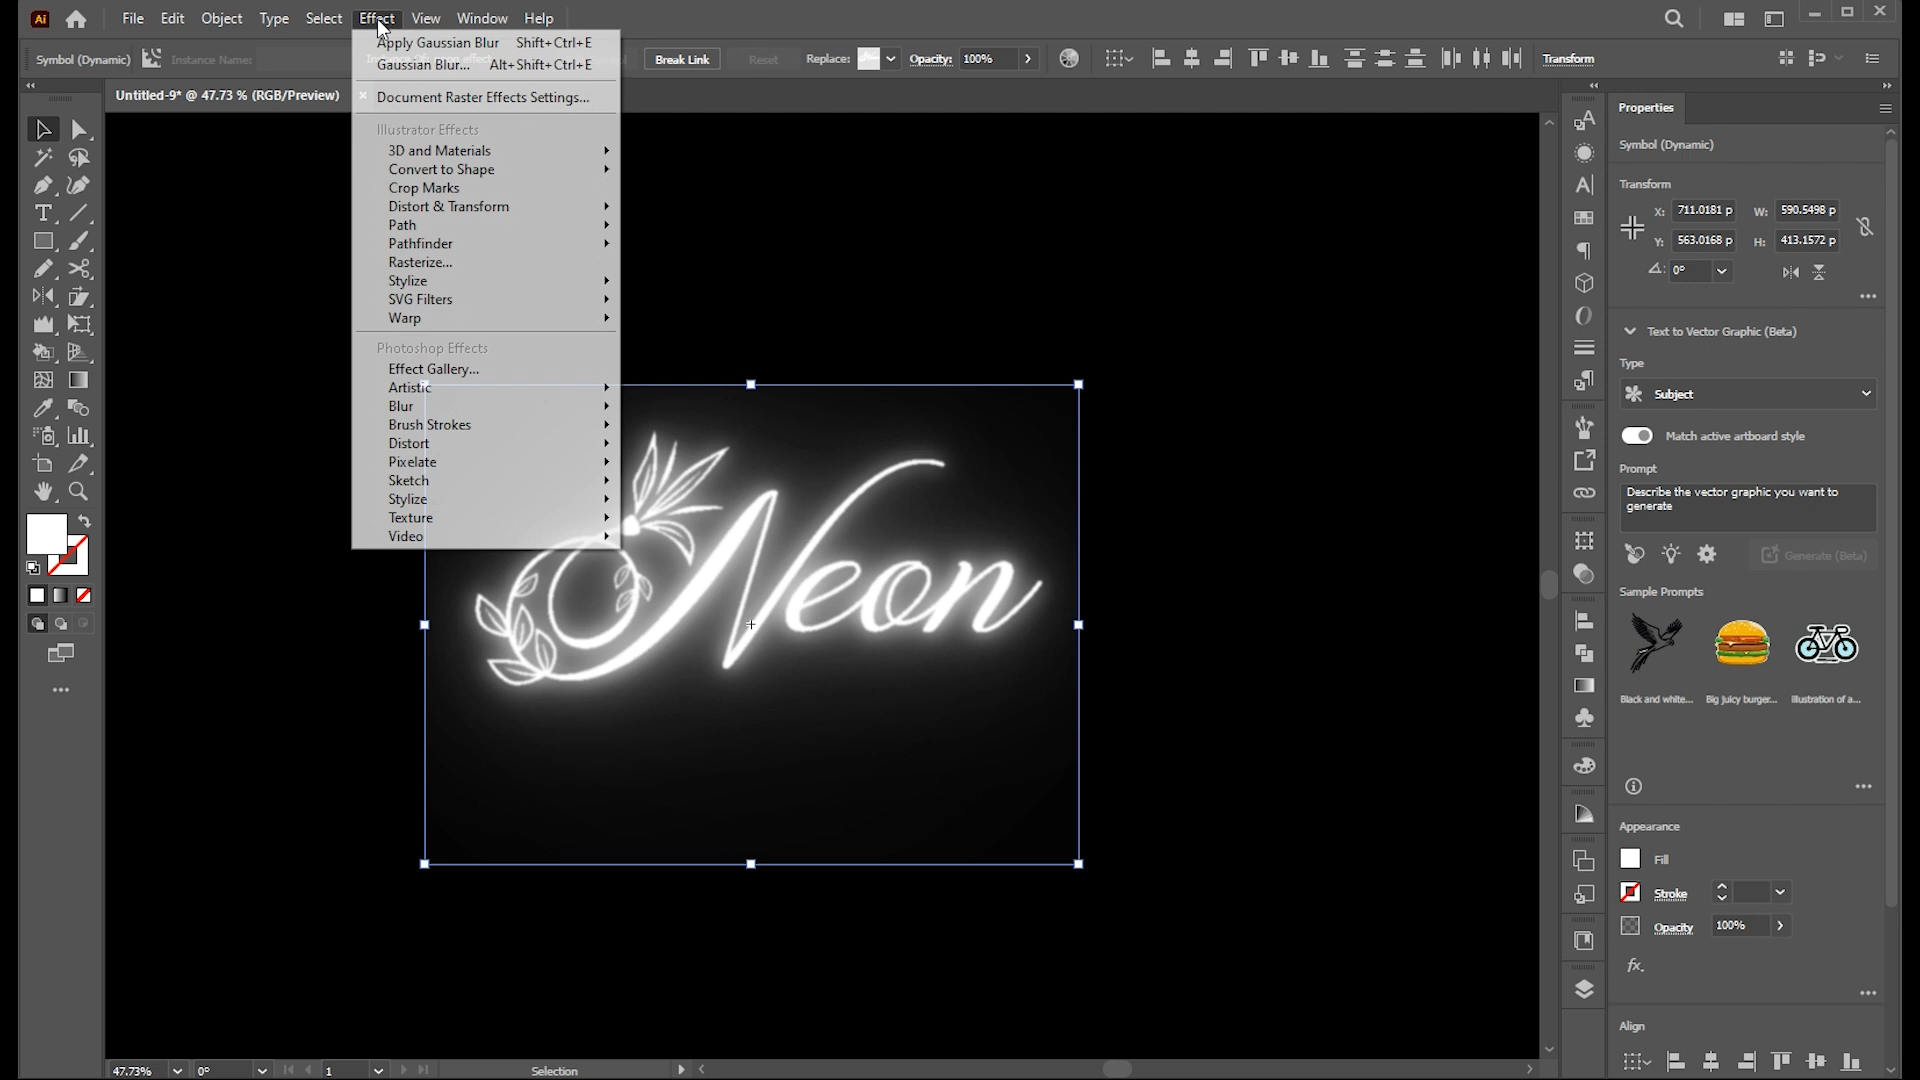 Ai File Edit Object Type Select Effect View Window Help
Symbol (Dynamic) Instance Name: Break Link Reset Replace: Opacity: 100% Transform
Untitled-9* @ 47.73 % (RGB/Preview)
Apply Gaussian Blur Shift+Ctrl+E
Gaussian Blur... Alt+Shift+Ctrl+E
Document Raster Effects Settings...
Illustrator Effects
3D and Materials
Convert to Shape
Crop Marks
Distort & Transform
Path
Pathfinder
Rasterize...
Stylize
SVG Filters
Warp
Photoshop Effects
Effect Gallery...
Artistic
Blur
Brush Strokes
Distort
Pixelate
Sketch
Stylize
Texture
Video
Neon
Properties
Symbol (Dynamic)
Transform
X: 711.0181 p W: 590.5498 p
Y: 563.0168 p H: 413.1572 p
0°
Text to Vector Graphic (Beta)
Type
Subject
Match active artboard style
Prompt
Describe the vector graphic you want to
generate
Generate (Beta)
Sample Prompts
Black and white... Big juicy burger... illustration of a...
Appearance
Fill
Stroke
Opacity 100%
fx.
Align
47.73% 0° 1 Selection